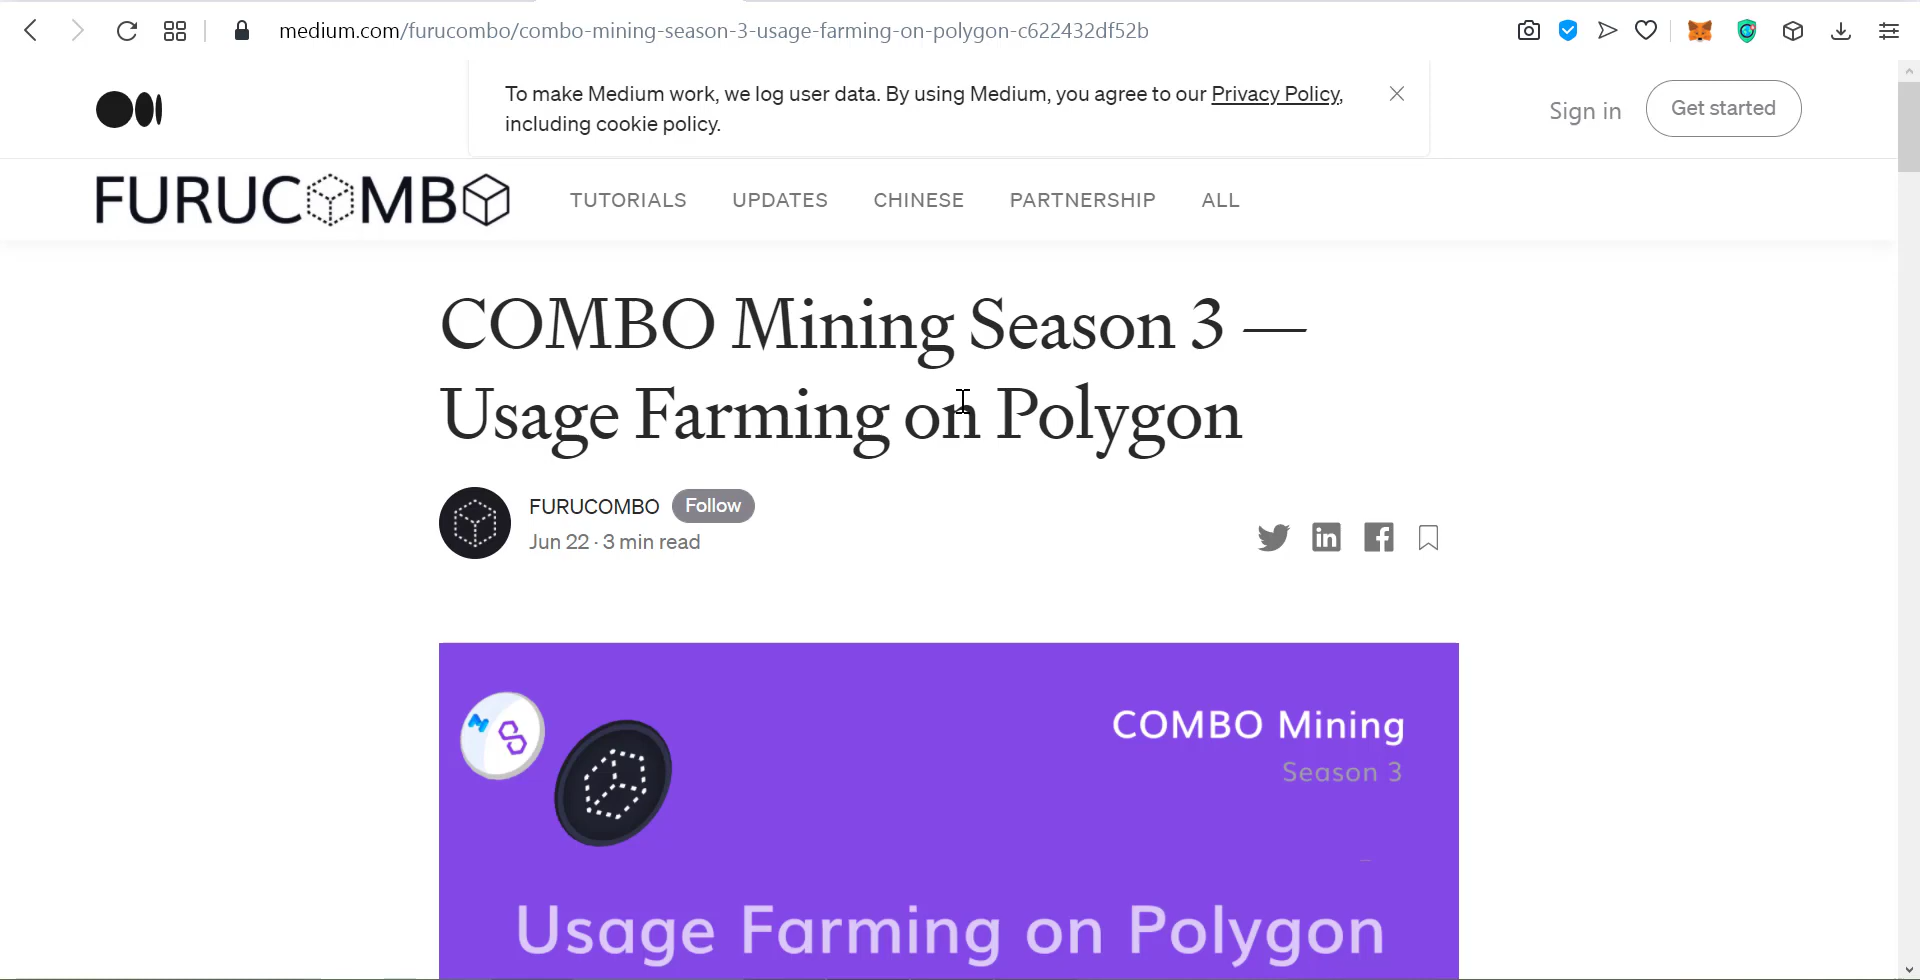 medium.com/furucombo/combo-mining-season-3-usage-farming-on-polygon-c622432df52b
To make Medium work, we log user data. By using Medium, you agree to our Privacy Policy,
including cookie policy.
Sign in
Get started
FURUCOMBO
TUTORIALS
UPDATES
CHINESE
PARTNERSHIP
ALL
COMBO Mining Season 3 —
Usage Farming on Polygon
FURUCOMBO
Follow
Jun 22 · 3 min read
COMBO Mining
Season 3
Usage Farming on Polygon